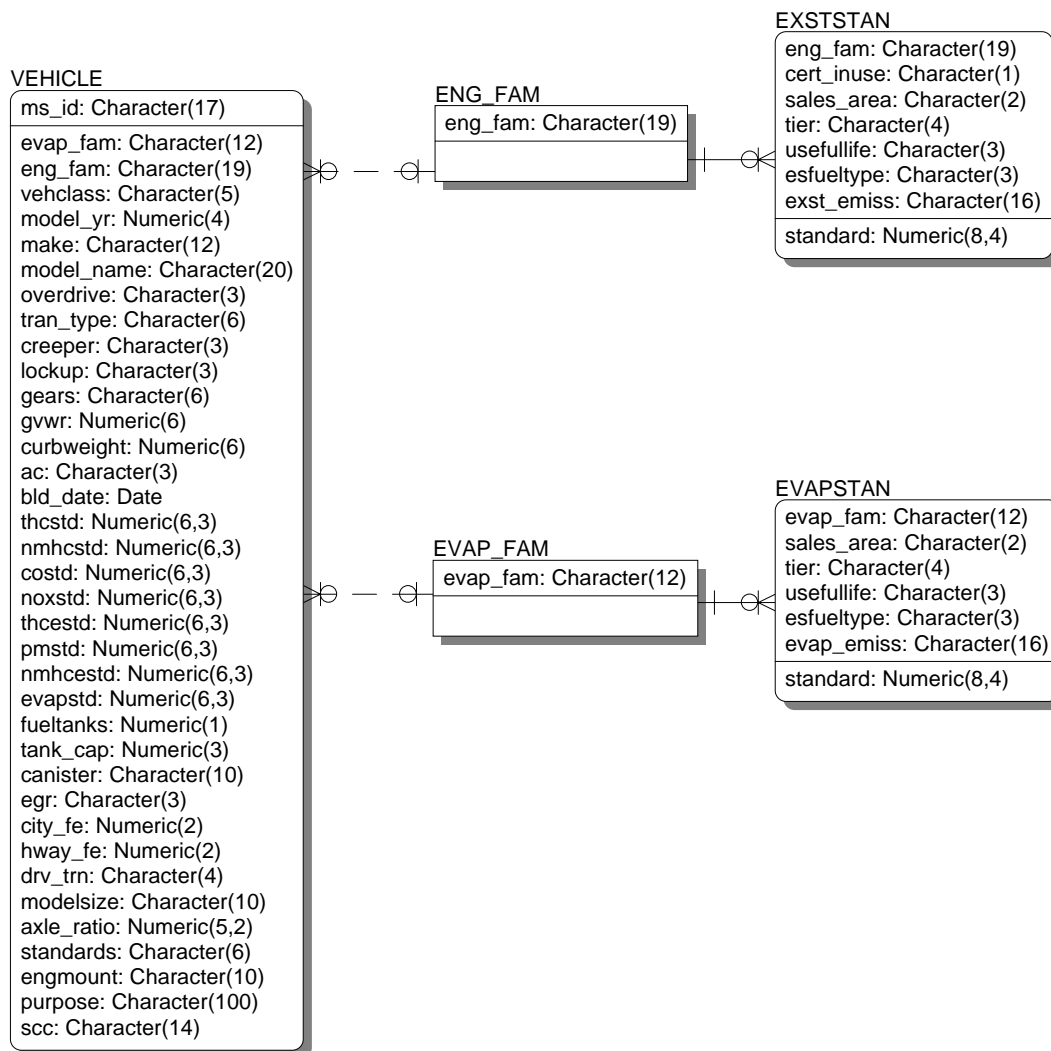 VEHICLE
ms_id: Character(17)
evap_fam: Character(12)
eng_fam: Character(19)
vehclass: Character(5)
model_yr: Numeric(4)
make: Character(12)
model_name: Character(20)
overdrive: Character(3)
tran_type: Character(6)
creeper: Character(3)
lockup: Character(3)
gears: Character(6)
gvwr: Numeric(6)
curbweight: Numeric(6)
ac: Character(3)
bld_date: Date
thcstd: Numeric(6,3)
nmhcstd: Numeric(6,3)
costd: Numeric(6,3)
noxstd: Numeric(6,3)
thcestd: Numeric(6,3)
pmstd: Numeric(6,3)
nmhcestd: Numeric(6,3)
evapstd: Numeric(6,3)
fueltanks: Numeric(1)
tank_cap: Numeric(3)
canister: Character(10)
egr: Character(3)
city_fe: Numeric(2)
hway_fe: Numeric(2)
drv_trn: Character(4)
modelsize: Character(10)
axle_ratio: Numeric(5,2)
standards: Character(6)
engmount: Character(10)
purpose: Character(100)
scc: Character(14)
ENG_FAM
eng_fam: Character(19)
EXSTSTAN
eng_fam: Character(19)
cert_inuse: Character(1)
sales_area: Character(2)
tier: Character(4)
usefullife: Character(3)
esfueltype: Character(3)
exst_emiss: Character(16)
standard: Numeric(8,4)
EVAP_FAM
evap_fam: Character(12)
EVAPSTAN
evap_fam: Character(12)
sales_area: Character(2)
tier: Character(4)
usefullife: Character(3)
esfueltype: Character(3)
evap_emiss: Character(16)
standard: Numeric(8,4)